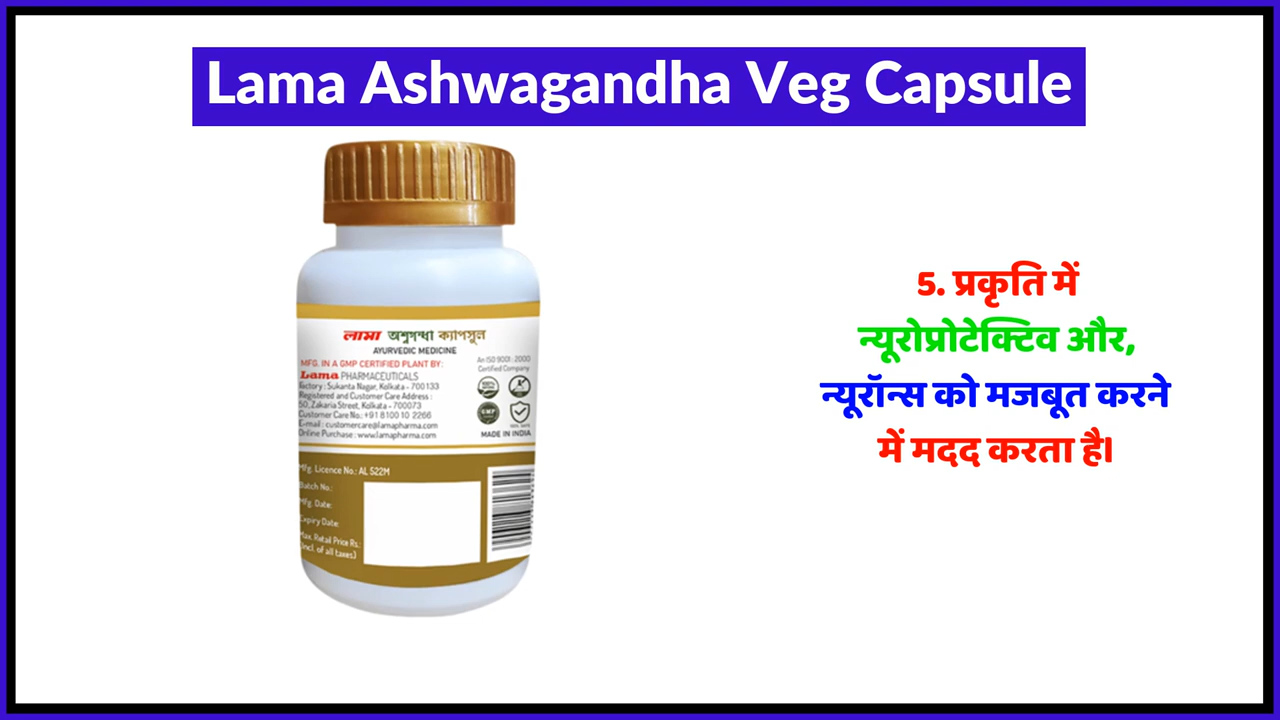 Lama Ashwagandha Veg Capsule
লামা अশ্বগন্ধা ক্যাপসুল
AYURVEDIC MEDICINE
MFG. IN A GMP CERTIFIED PLANT BY:
Lama PHARMACEUTICALS
Factory : Sukanta Nagar, Kolkata - 700133
Registered and Customer Care Address :
50, Zakaria Street, Kolkata - 700073
Customer Care No.: +91 8100 10 2266
E-mail : customercare@lamapharma.com
Online Purchase : www.lamapharma.com
An ISO 9001 : 2000
Certified Company
GMP
MADE IN INDIA
Mfg. Licence No.: AL 522M
Batch No.:
Mfg. Date:
Expiry Date:
Max. Retail Price Rs.:
(Incl. of all taxes)
5. प्रकृति में
न्यूरोप्रोटेक्टिव और,
न्यूरॉन्स को मजबूत करने
में मदद करता है।